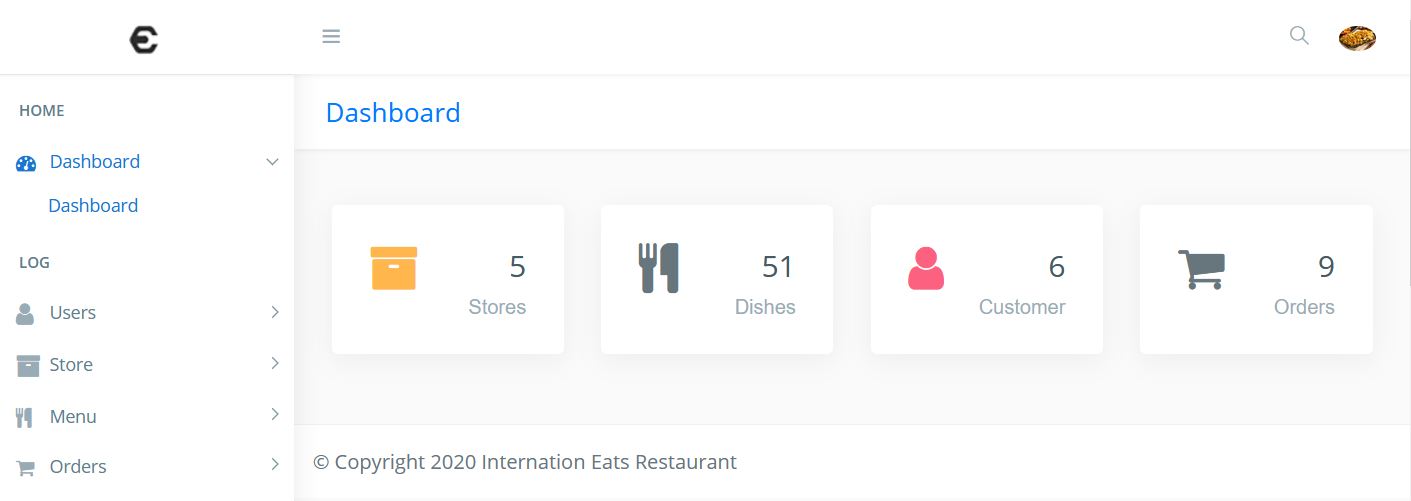 Dashboard
HOME
Dashboard
Dashboard
LOG
Users
Store
Menu
Orders
5
Stores
51
Dishes
6
Customer
9
Orders
© Copyright 2020 Internation Eats Restaurant